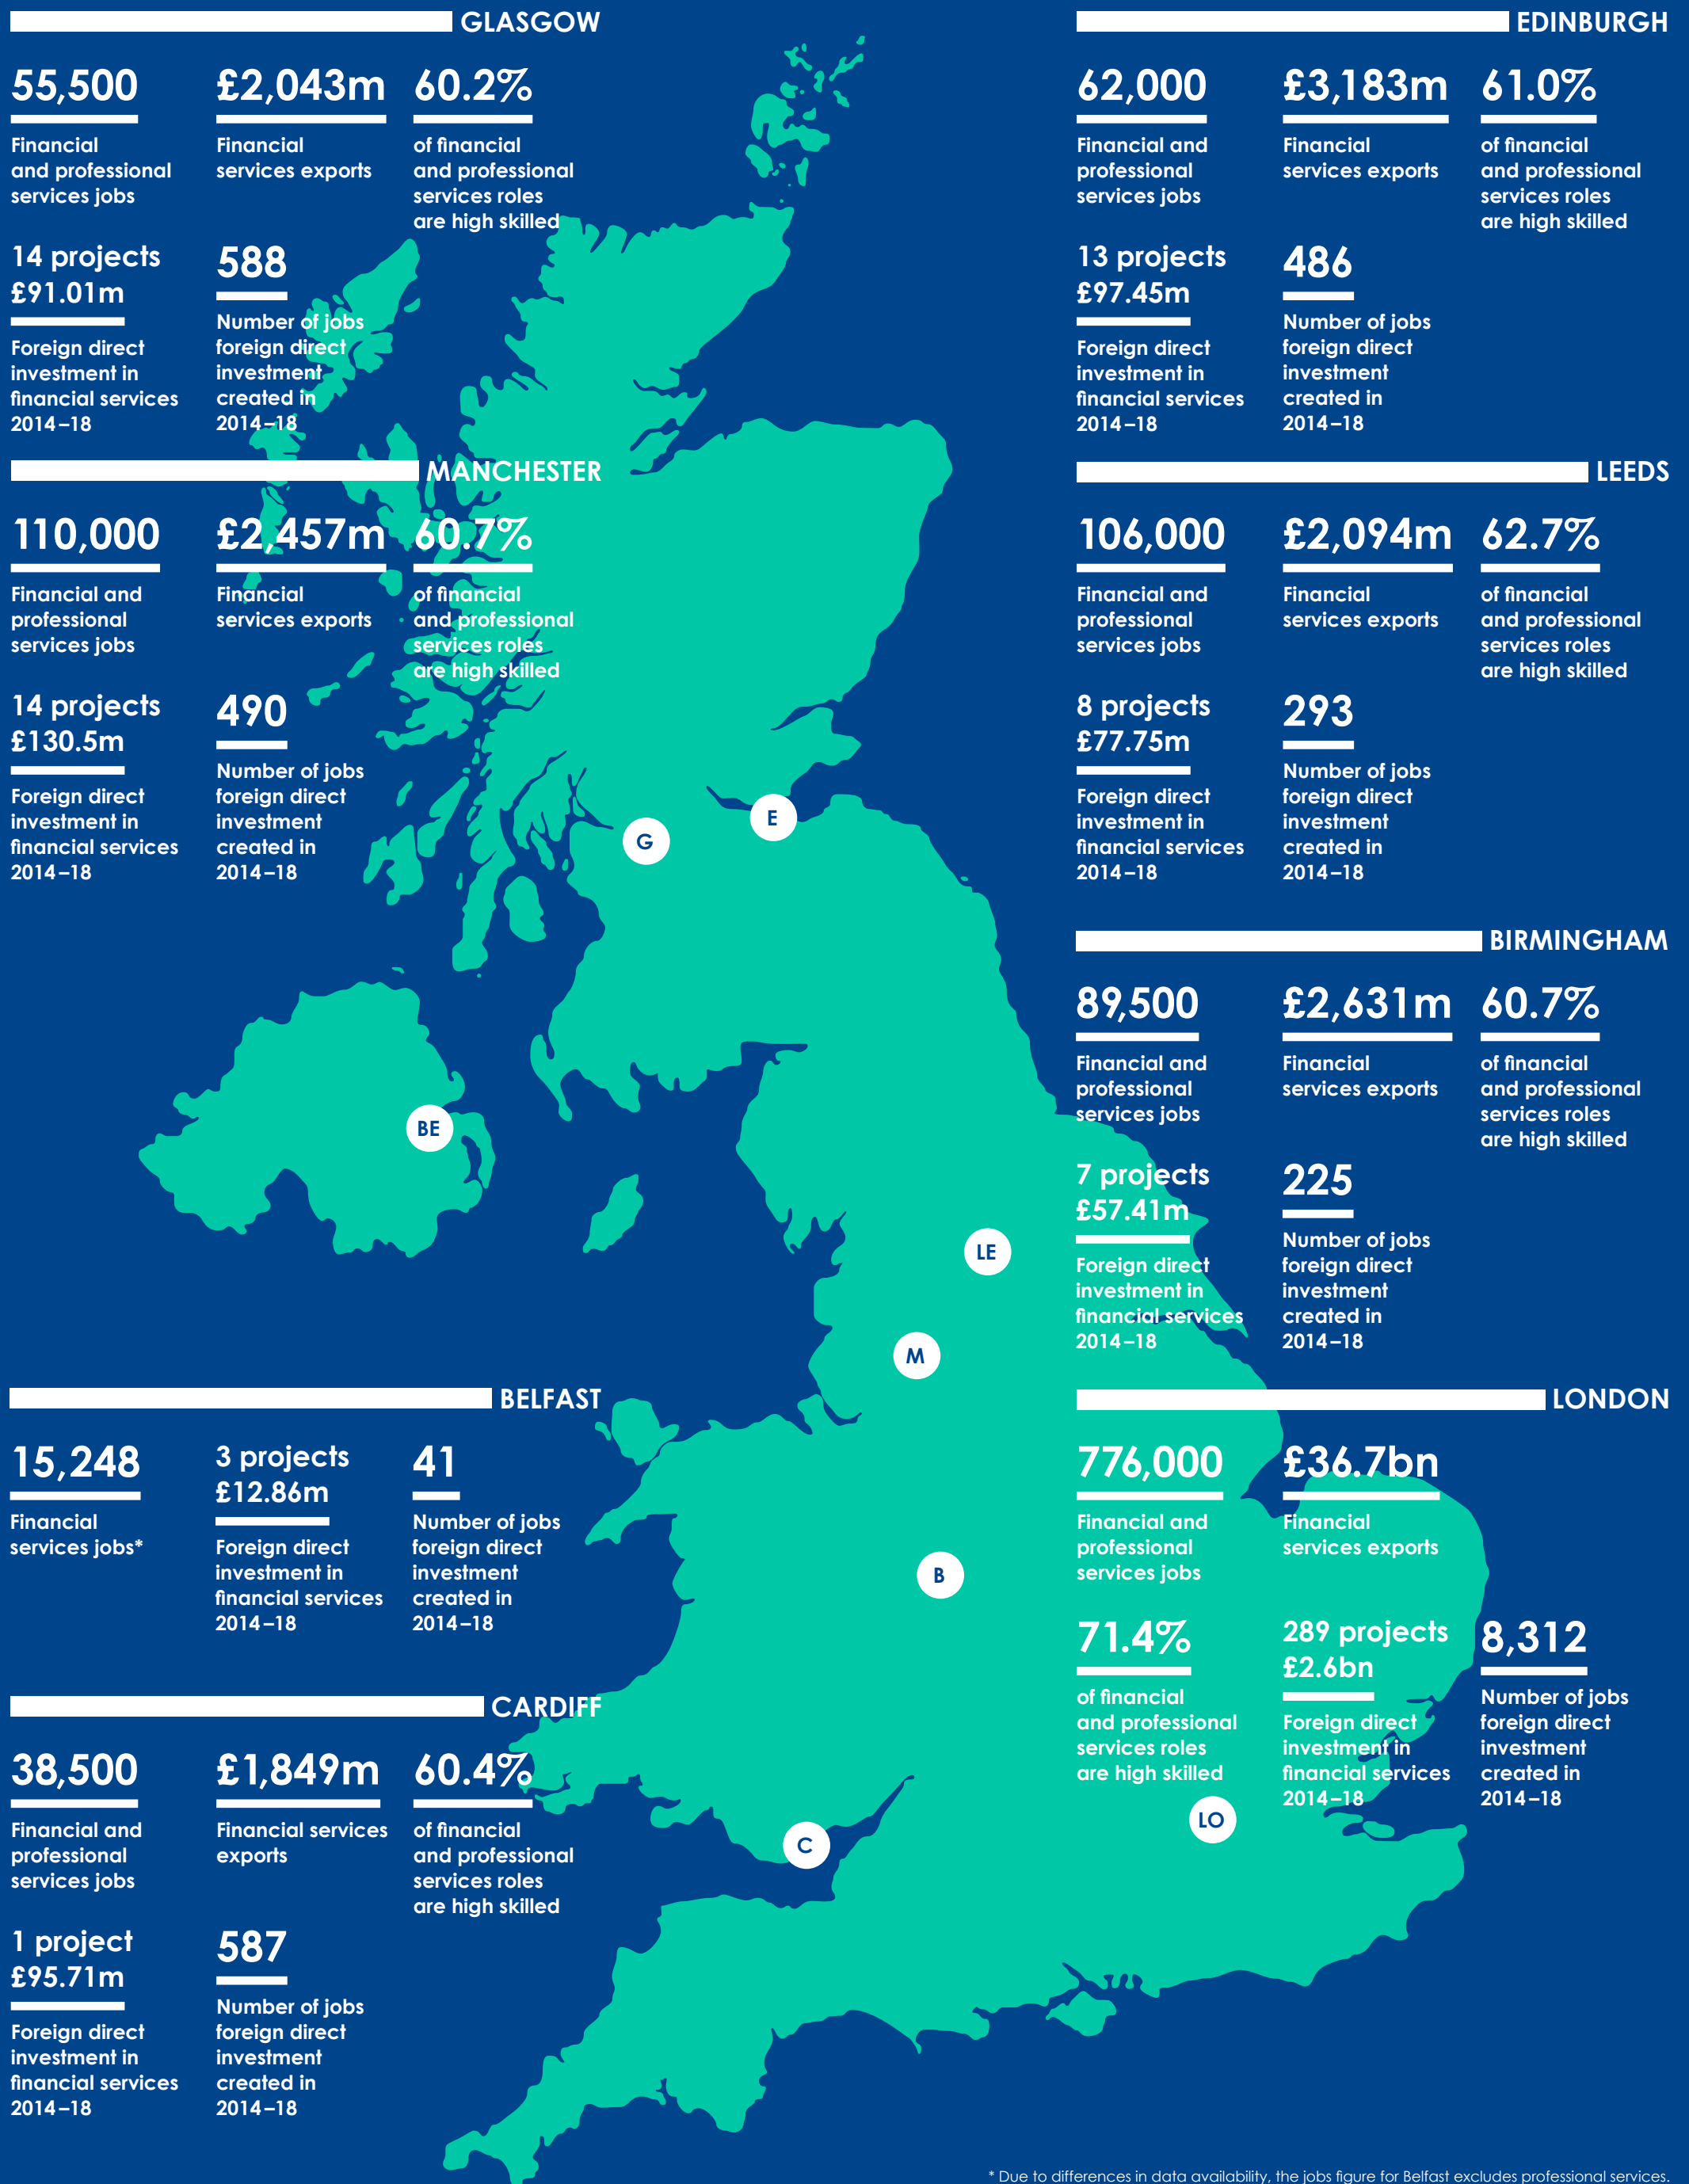 GLASGOW
55,500
Financial
and professional
services jobs
£2,043m
Financial
services exports
60.2%
of financial
and professional
services roles
are high skilled
14 projects
£91.01m
Foreign direct
investment in
financial services
2014–18
588
Number of jobs
foreign direct
investment
created in
2014–18
EDINBURGH
62,000
Financial and
professional
services jobs
£3,183m
Financial
services exports
61.0%
of financial
and professional
services roles
are high skilled
13 projects
£97.45m
Foreign direct
investment in
financial services
2014–18
486
Number of jobs
foreign direct
investment
created in
2014–18
MANCHESTER
110,000
Financial and
professional
services jobs
£2,457m
Financial
services exports
60.7%
of financial
and professional
services roles
are high skilled
14 projects
£130.5m
Foreign direct
investment in
financial services
2014–18
490
Number of jobs
foreign direct
investment
created in
2014–18
LEEDS
106,000
Financial and
professional
services jobs
£2,094m
Financial
services exports
62.7%
of financial
and professional
services roles
are high skilled
8 projects
£77.75m
Foreign direct
investment in
financial services
2014–18
293
Number of jobs
foreign direct
investment
created in
2014–18
E
G
BE
LE
M
B
C
LO
BIRMINGHAM
89,500
Financial and
professional
services jobs
£2,631m
Financial
services exports
60.7%
of financial
and professional
services roles
are high skilled
7 projects
£57.41m
Foreign direct
investment in
financial services
2014–18
225
Number of jobs
foreign direct
investment
created in
2014–18
BELFAST
15,248
Financial
services jobs*
3 projects
£12.86m
Foreign direct
investment in
financial services
2014–18
41
Number of jobs
foreign direct
investment
created in
2014–18
LONDON
776,000
Financial and
professional
services jobs
£36.7bn
Financial
services exports
71.4%
of financial
and professional
services roles
are high skilled
289 projects
£2.6bn
Foreign direct
investment in
financial services
2014–18
8,312
Number of jobs
foreign direct
investment
created in
2014–18
CARDIFF
38,500
Financial and
professional
services jobs
£1,849m
Financial services
exports
60.4%
of financial
and professional
services roles
are high skilled
1 project
£95.71m
Foreign direct
investment in
financial services
2014–18
587
Number of jobs
foreign direct
investment
created in
2014–18
* Due to differences in data availability, the jobs figure for Belfast excludes professional services.